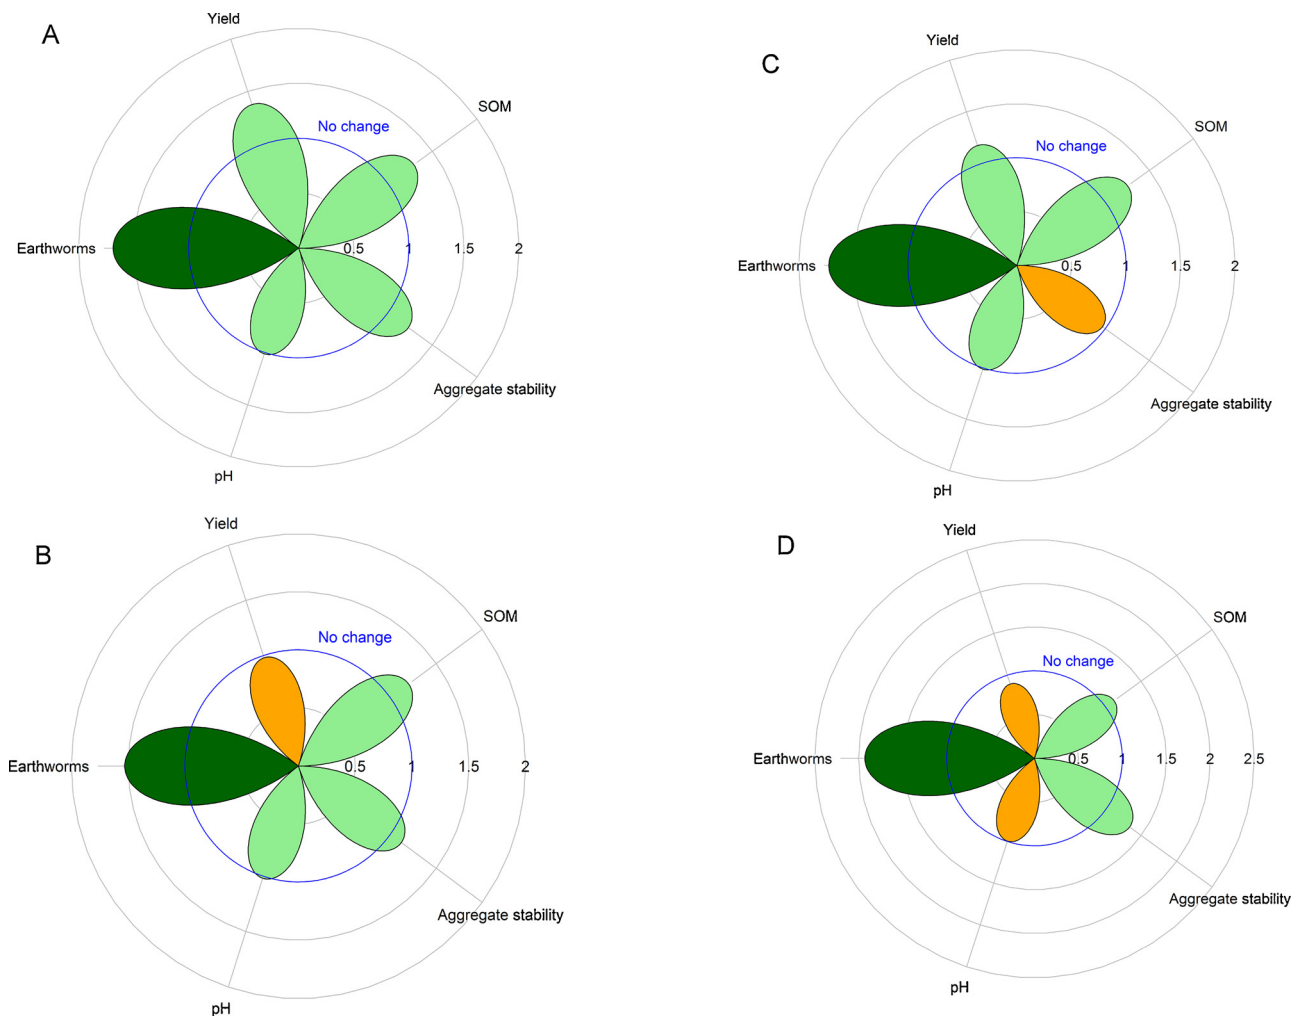 A
Yield
SOM
No change
Earthworms
0.5
1
1.5
2
Aggregate stability
pH
C
Yield
SOM
No change
Earthworms
0.5
1
1.5
2
Aggregate stability
pH
B
Yield
SOM
No change
Earthworms
0.5
1
1.5
2
Aggregate stability
pH
D
Yield
SOM
No change
Earthworms
0.5
1
1.5
2
2.5
Aggregate stability
pH